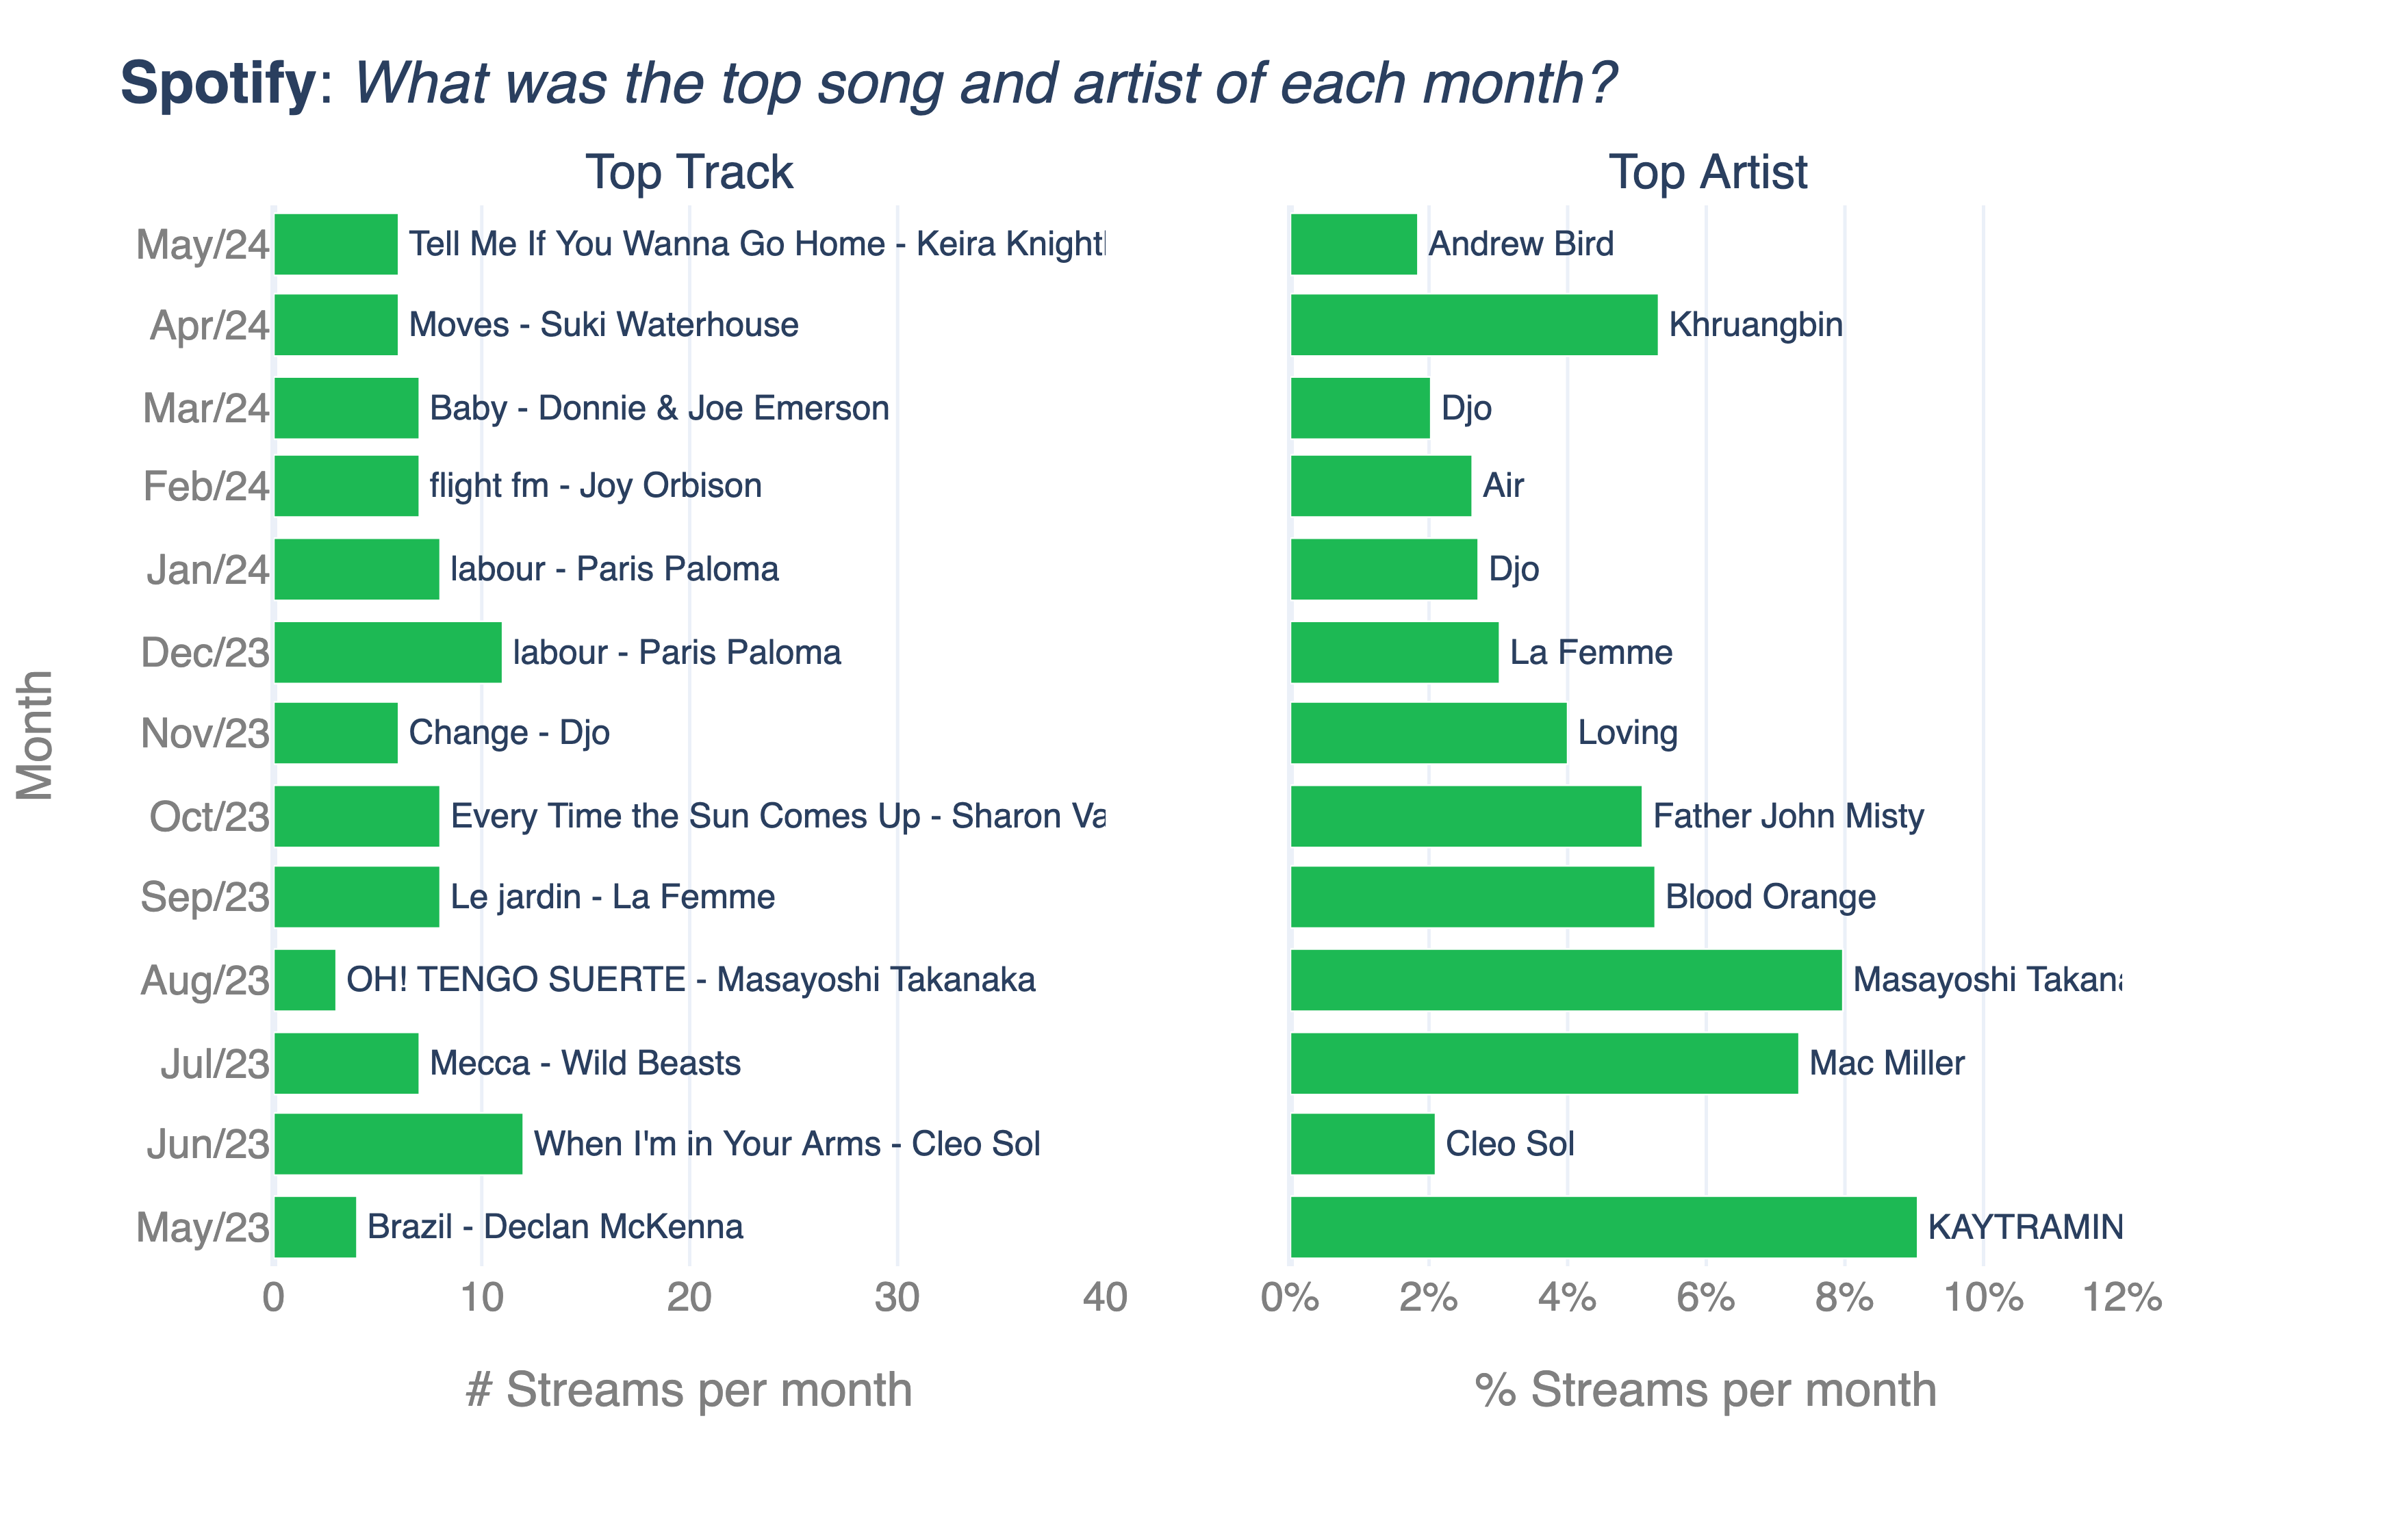 Spotify: What was the top song and artist of each month?
Top Track
Top Artist
May/24 Tell Me If You Wanna Go Home - Keira Knight
Andrew Bird
Apr/24 Moves - Suki Waterhouse
Khruangbin
Mar/24 Baby - Donnie & Joe Emerson
Djo
Feb/24 flight fm - Joy Orbison
Air
Jan/24 labour - Paris Paloma
Djo
Dec/23 labour - Paris Paloma
La Femme
Nov/23 Change - Djo
Loving
Oct/23 Every Time the Sun Comes Up - Sharon Va
Father John Misty
Sep/23 Le jardin - La Femme
Blood Orange
Aug/23 OH! TENGO SUERTE - Masayoshi Takanaka
Masayoshi Takana
Jul/23 Mecca - Wild Beasts
Mac Miller
Jun/23 When I'm in Your Arms - Cleo Sol
Cleo Sol
May/23 Brazil - Declan McKenna
KAYTRAMIN
Month
0 10 20 30 40
0% 2% 4% 6% 8% 10% 12%
# Streams per month
% Streams per month